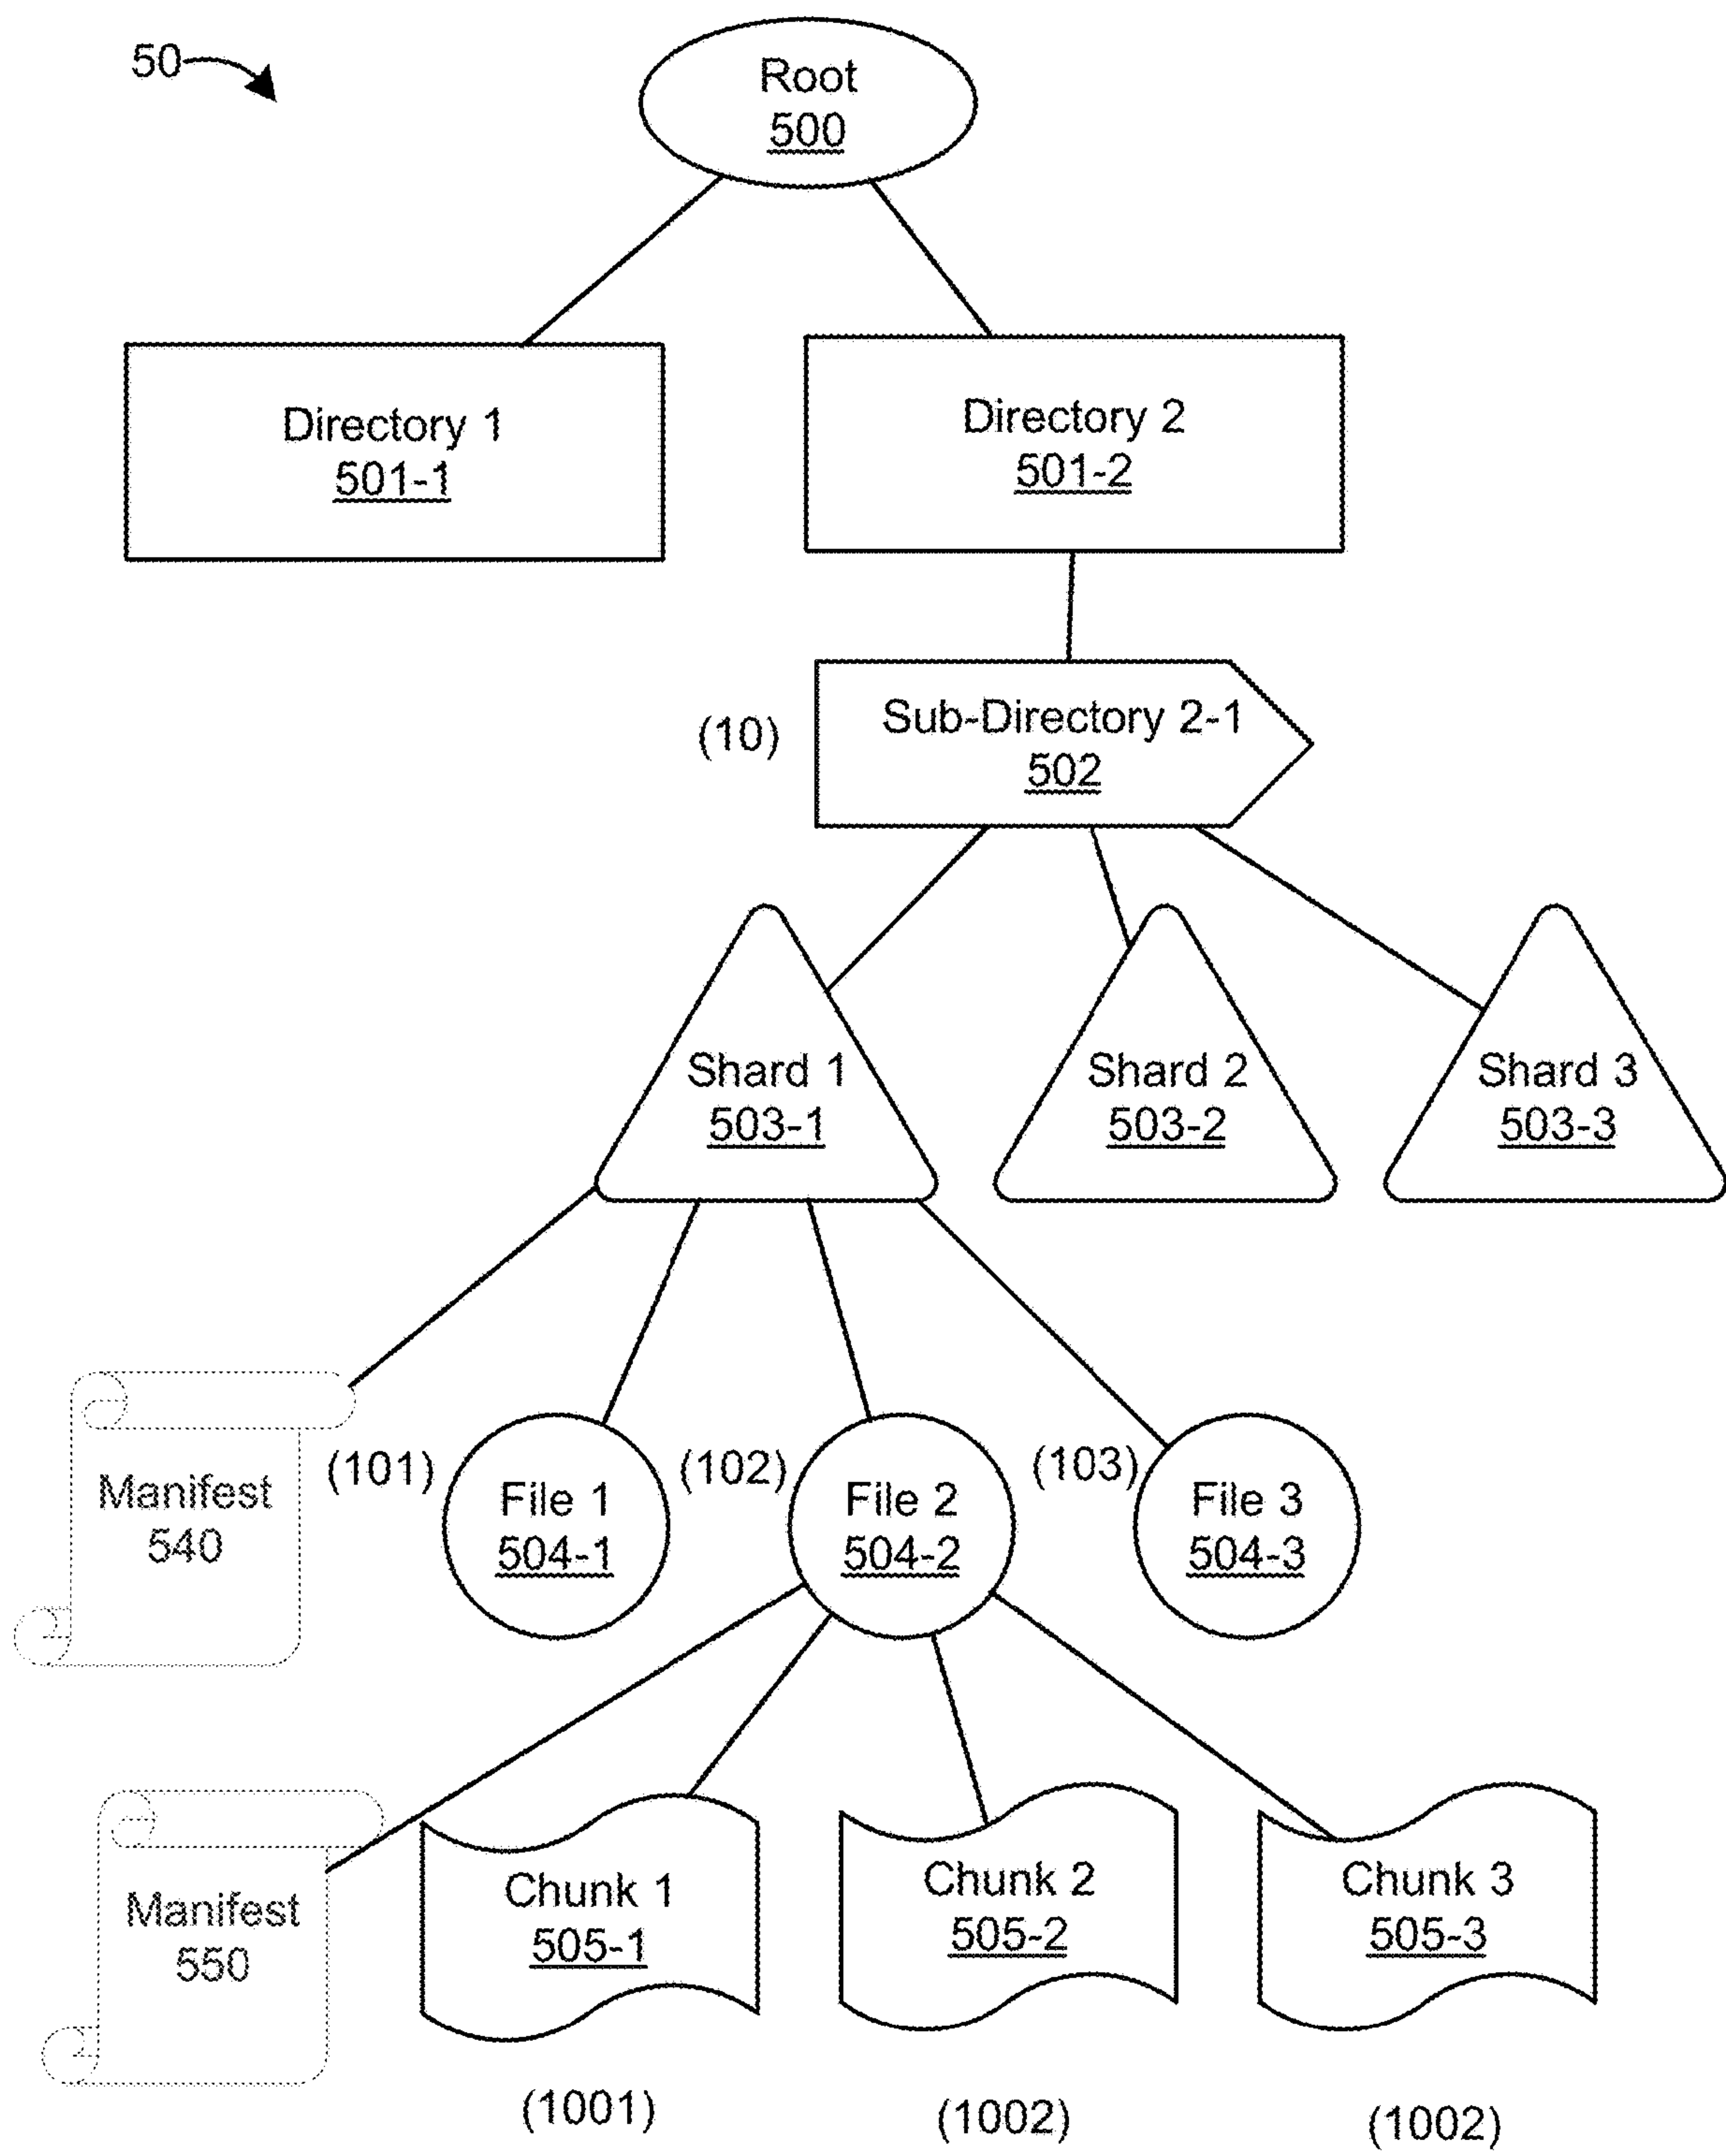 50
Root
500
Directory 1
501-1
Directory 2
501-2
(10)
Sub-Directory 2-1
502
Shard 1
503-1
Shard 2
503-2
Shard 3
503-3
Manifest
540
(101)
File 1
504-1
(102)
File 2
504-2
(103)
File 3
504-3
Manifest
550
Chunk 1
505-1
Chunk 2
505-2
Chunk 3
505-3
(1001)
(1002)
(1002)